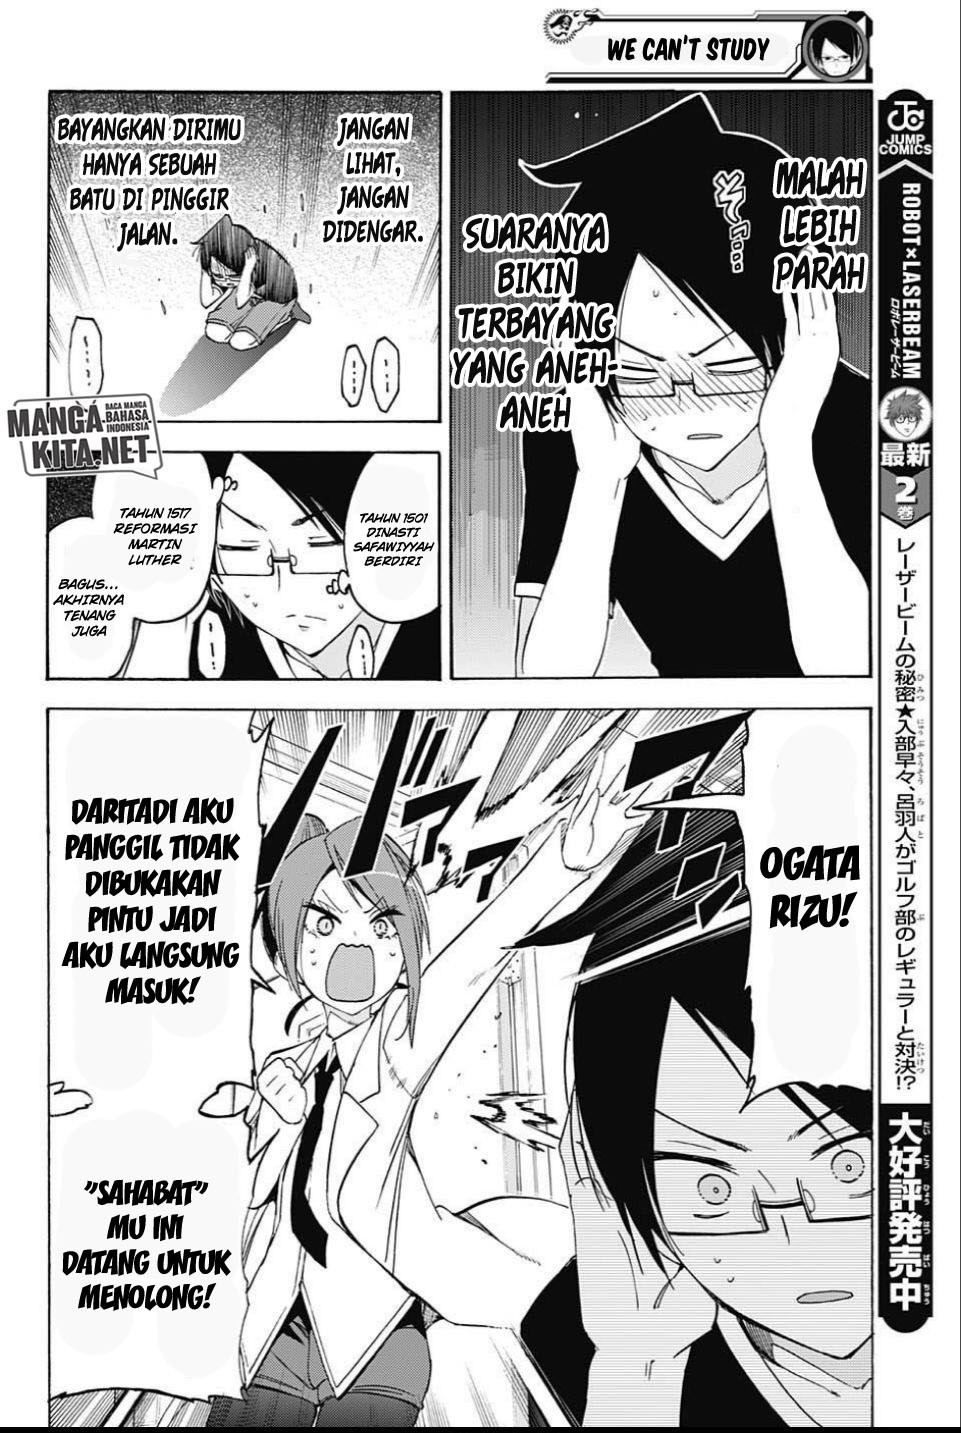 WE CAN'T STUDY
MALAH
LEBIH
PARAH
SUARANYA
BIKIN
TERBAYANG
YANG ANEH-
ANEH
JANGAN
LIHAT,
JANGAN
DIDENGAR.
BAYANGKAN DIRIMU
HANYA SEBUAH
BATU DI PINGGIR
JALAN.
MANGA
KITA.NET
BACA MANGA
BAHASA
INDONESIA
TAHUN 1501
DINASTI
SAFAWIYYAH
BERDIRI
TAHUN 1517
REFORMASI
MARTIN
LUTHER
BAGUS...
AKHIRNYA
TENANG
JUGA
OGATA
RIZU!
DARITADI AKU
PANGGIL TIDAK
DIBUKAKAN
PINTU JADI
AKU LANGSUNG
MASUK!
"SAHABAT"
MU INI
DATANG UNTUK
MENOLONG!
JC
JUMP
COMICS
ROBOT×LASERBEAM
ロボレーザービーム
最新
2
巻
レーザービームの秘密★入部早々、呂羽人がゴルフ部のレギュラーと対決!?
大好評発売中